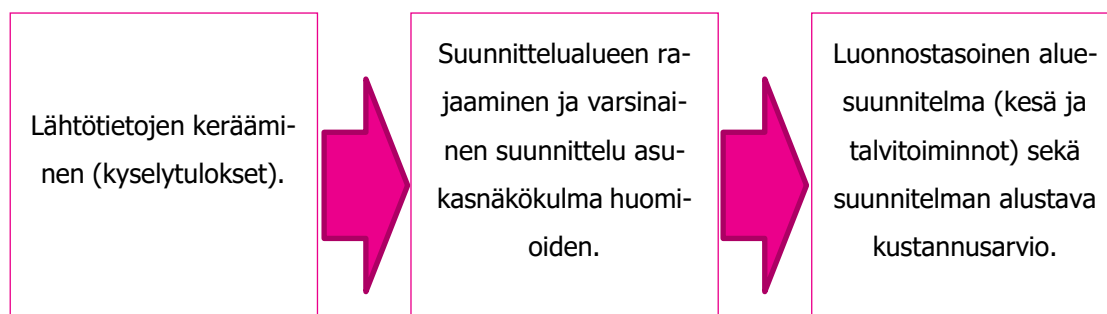 Lähtötietojen keräämi-
nen (kyselytulokset).
Suunnittelualueen ra-
jaaminen ja varsinai-
nen suunnittelu asu-
kasnäkökulma huomi-
oiden.
Luonnostasoinen alue-
suunnitelma (kesä ja
talvitoiminnot) sekä
suunnitelman alustava
kustannusarvio.